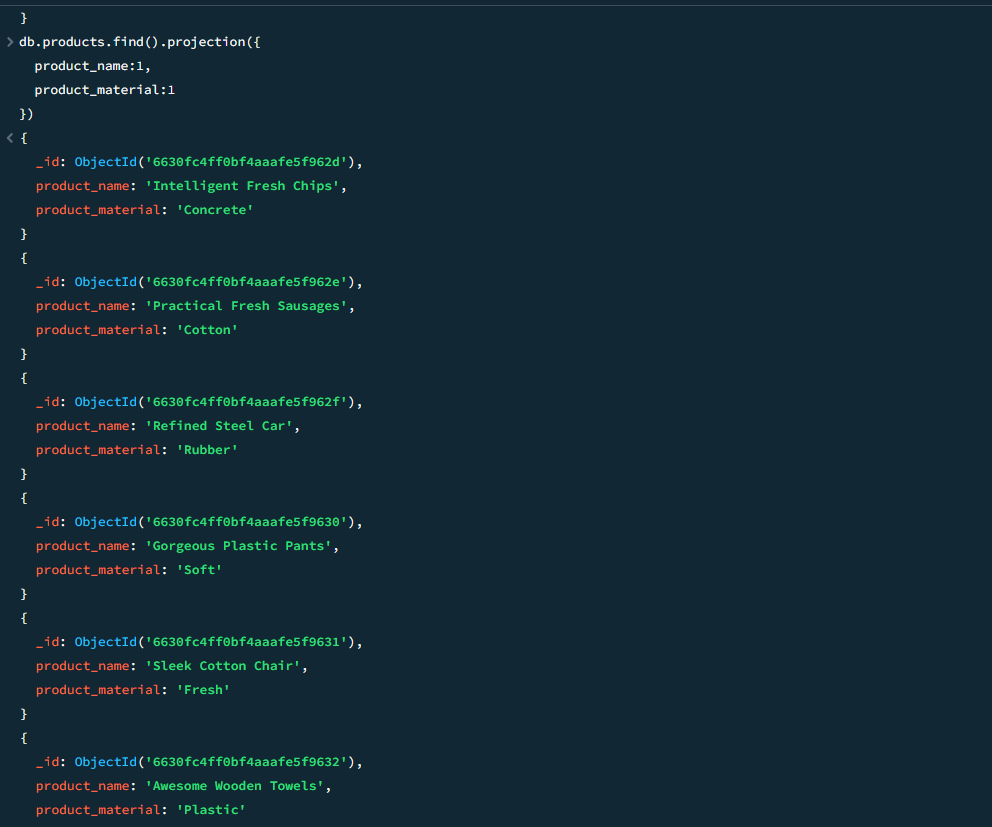 }
> db.products.find().projection({
product_name:1,
product_material:1
})
< {
_id: ObjectId('6630fc4ff0bf4aaafe5f962d'),
product_name: 'Intelligent Fresh Chips',
product_material: 'Concrete'
}
{
_id: ObjectId('6630fc4ff0bf4aaafe5f962e'),
product_name: 'Practical Fresh Sausages',
product_material: 'Cotton'
}
{
_id: ObjectId('6630fc4ff0bf4aaafe5f962f'),
product_name: 'Refined Steel Car',
product_material: 'Rubber'
}
{
_id: ObjectId('6630fc4ff0bf4aaafe5f9630'),
product_name: 'Gorgeous Plastic Pants',
product_material: 'Soft'
}
{
_id: ObjectId('6630fc4ff0bf4aaafe5f9631'),
product_name: 'Sleek Cotton Chair',
product_material: 'Fresh'
}
{
_id: ObjectId('6630fc4ff0bf4aaafe5f9632'),
product_name: 'Awesome Wooden Towels',
product_material: 'Plastic'